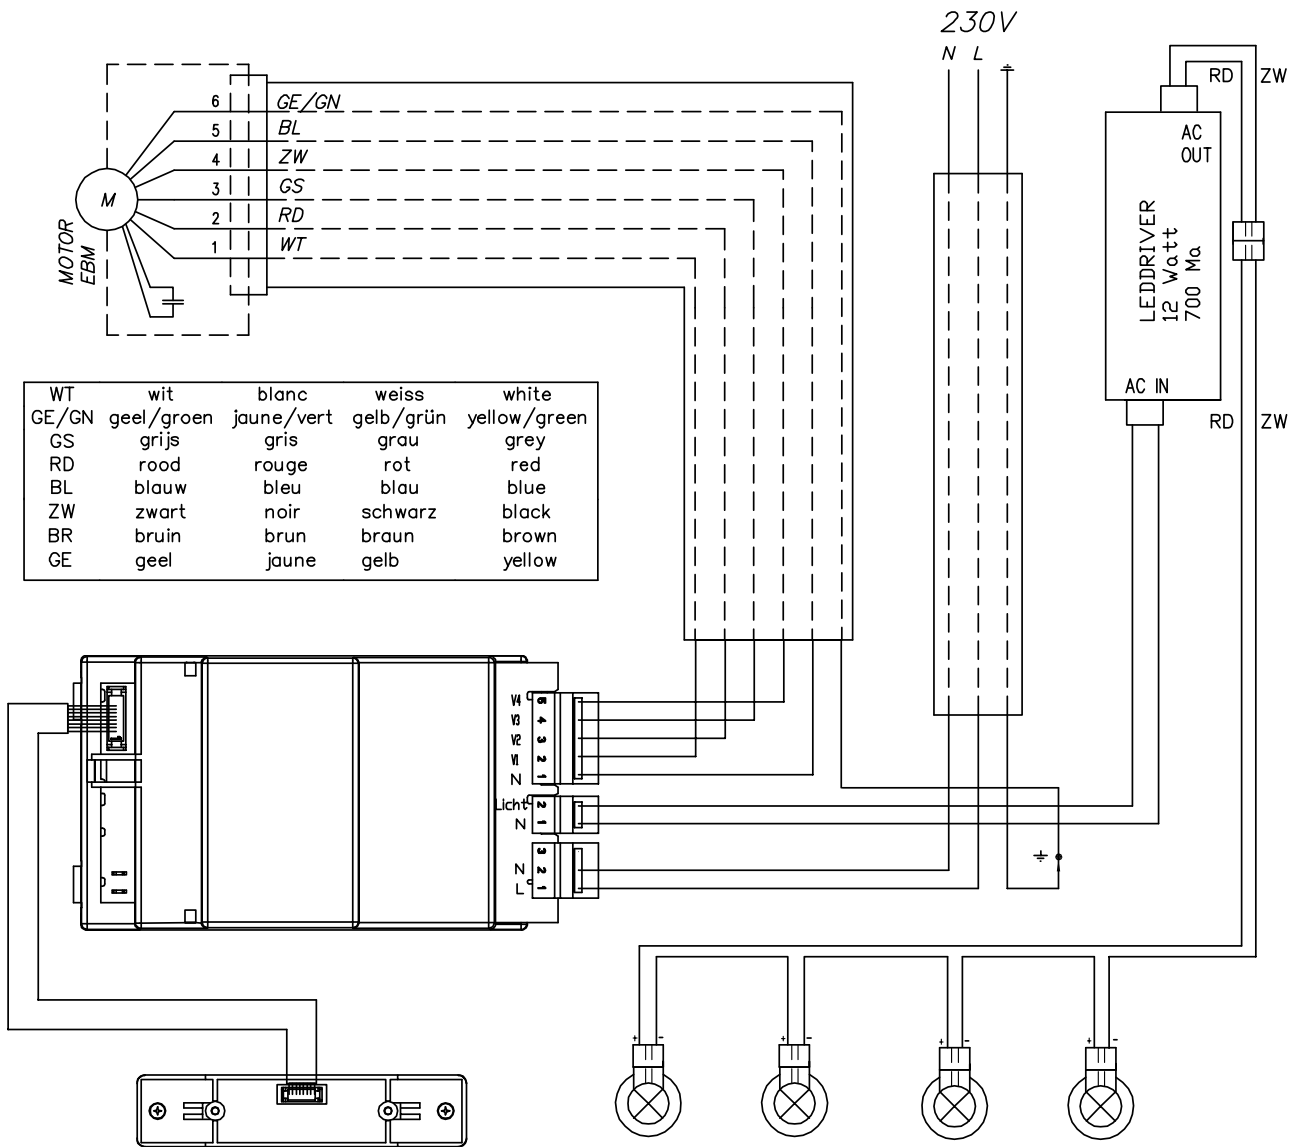 230V
N L
RD ZW
AC
OUT
LEDDRIVER
12 Watt
700 Ma
AC IN
RD ZW
6 GE/GN
5 BL
4 ZW
3 GS
2 RD
1 WT
M
MOTOR
EBM
WT wit blanc weiss white
GE/GN geel/groen jaune/vert gelb/grün yellow/green
GS grijs gris grau grey
RD rood rouge rot red
BL blauw bleu blau blue
ZW zwart noir schwarz black
BR bruin brun braun brown
GE geel jaune gelb yellow
V4 5
V3 4
V2 3
V1 2
N 1
Licht 2
N 1
3
N 2
L 1
+ -
+ -
+ -
+ -